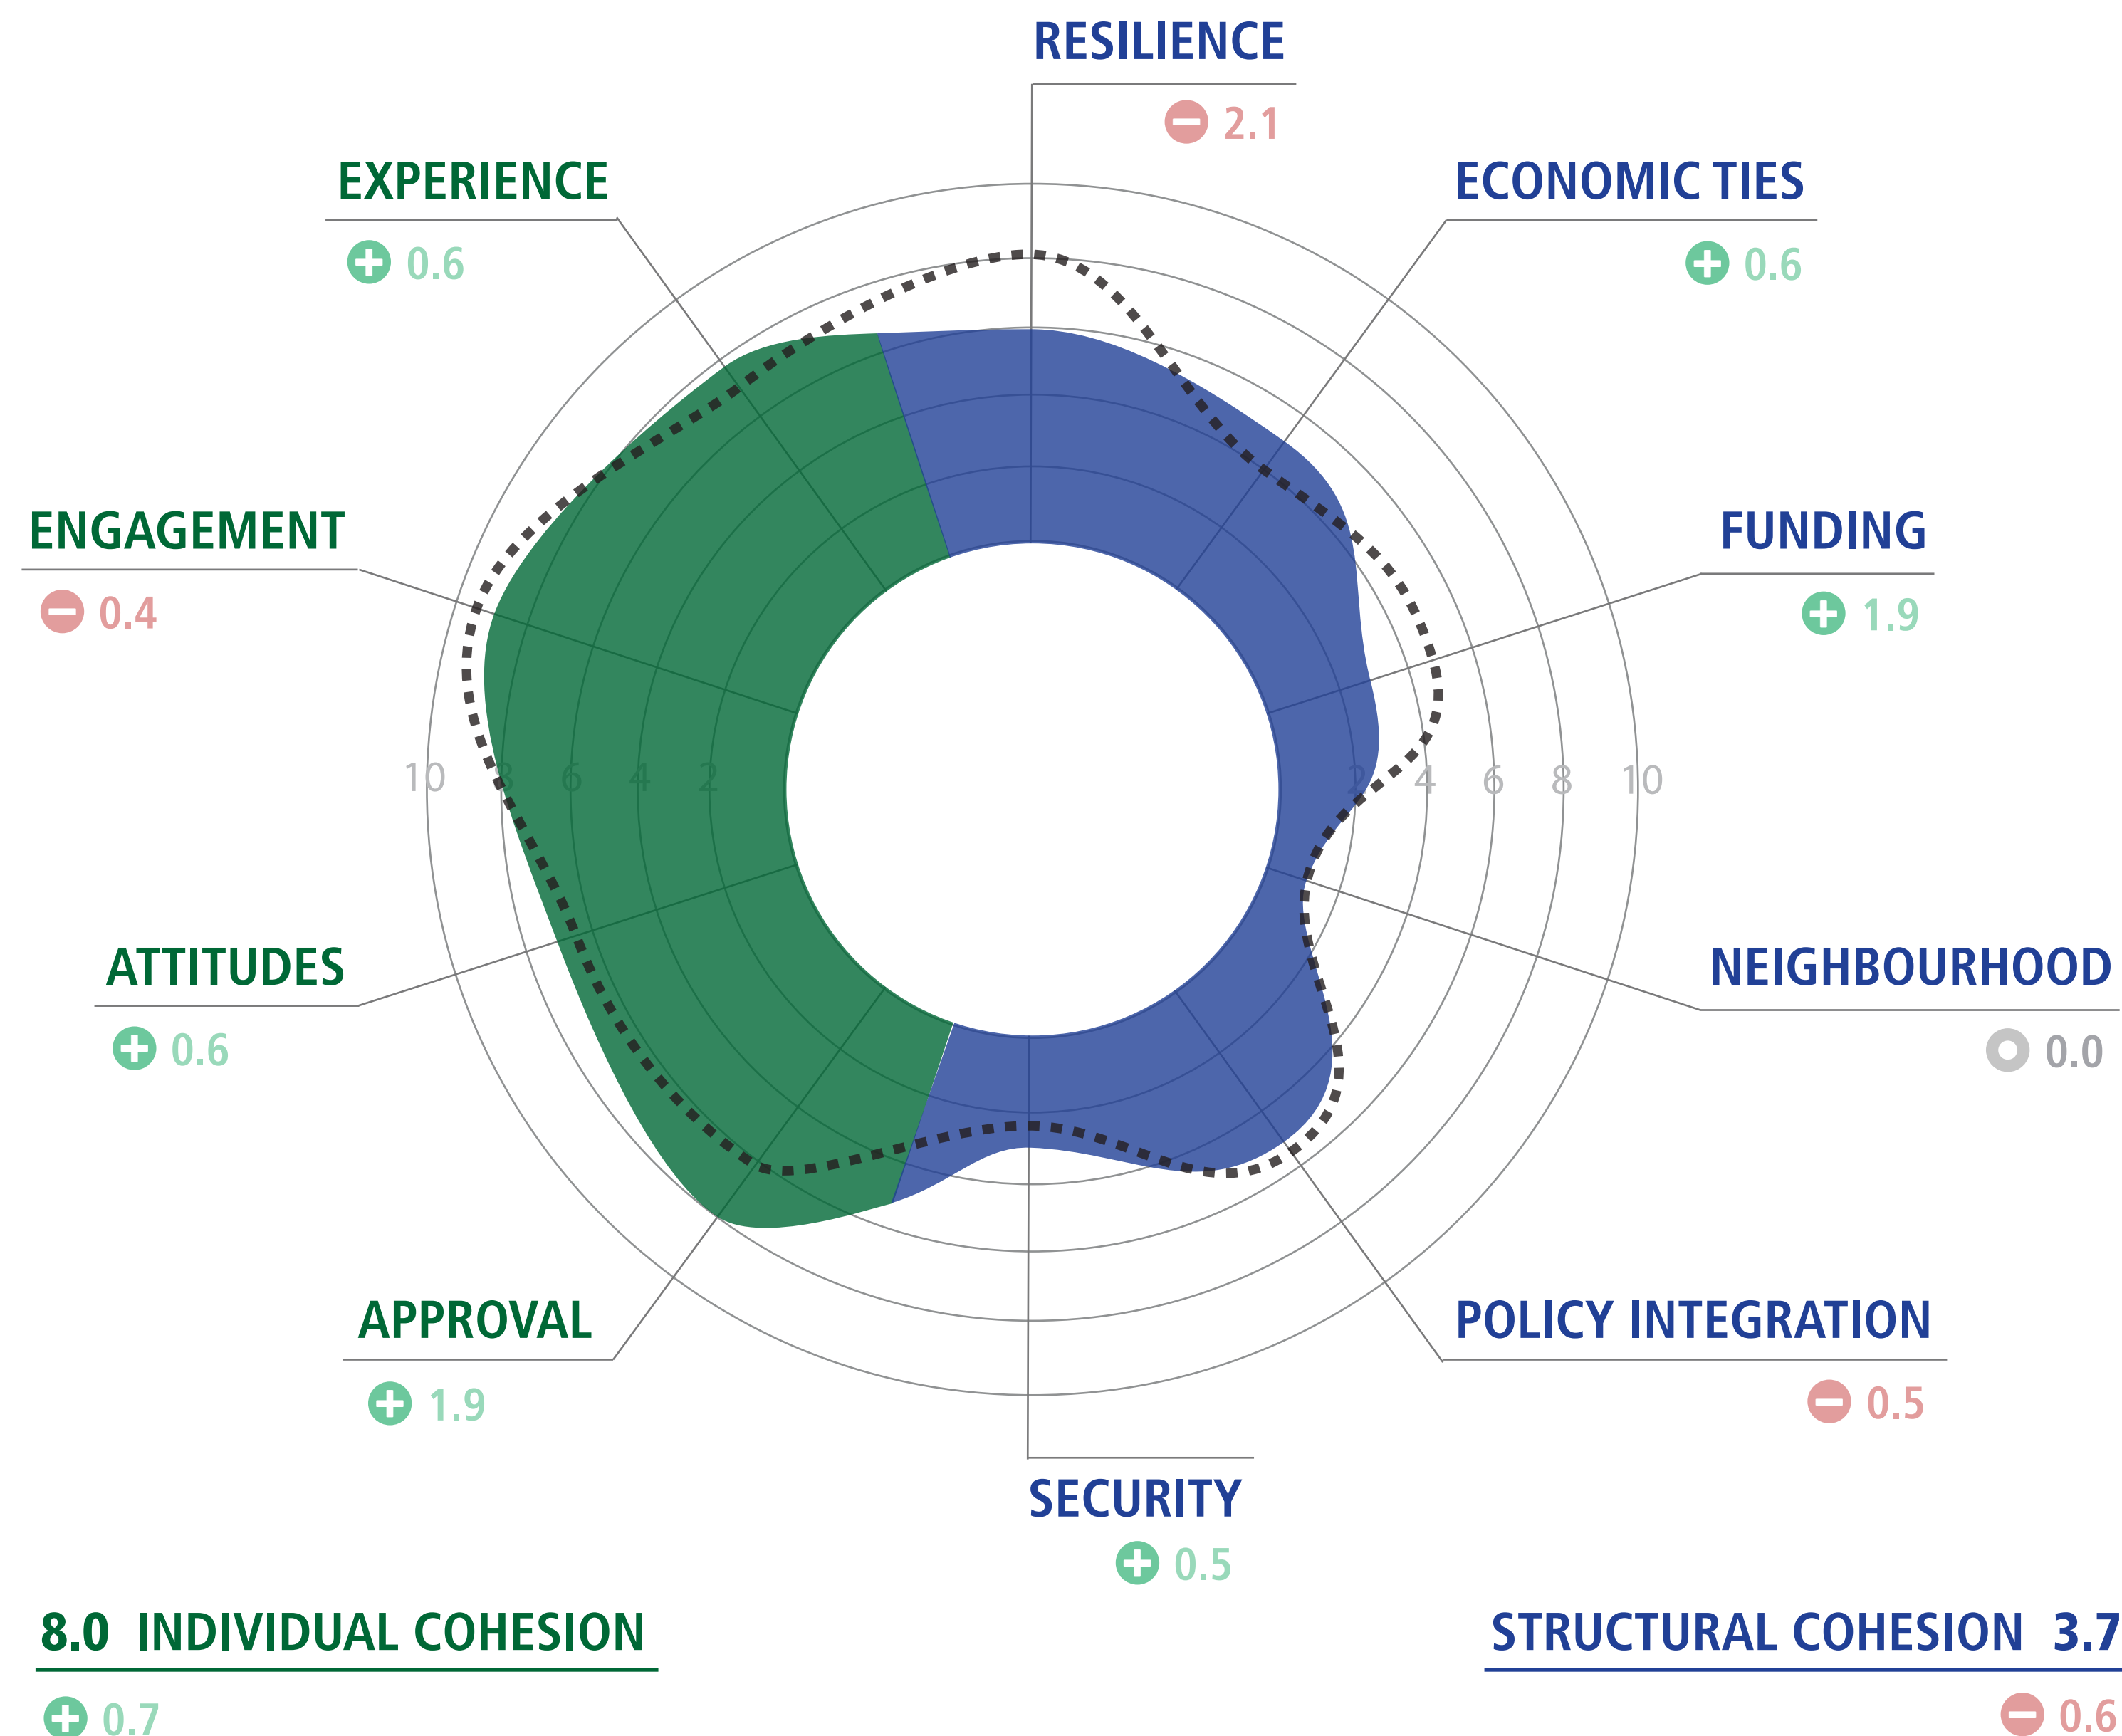 RESILIENCE
2.1
EXPERIENCE
0.6
ECONOMIC TIES
0.6
ENGAGEMENT
0.4
FUNDING
1.9
10 8 6 4 2
2 4 6 8 10
ATTITUDES
0.6
NEIGHBOURHOOD
0.0
APPROVAL
1.9
POLICY INTEGRATION
0.5
SECURITY
0.5
8.0 INDIVIDUAL COHESION
0.7
STRUCTURAL COHESION 3.7
0.6